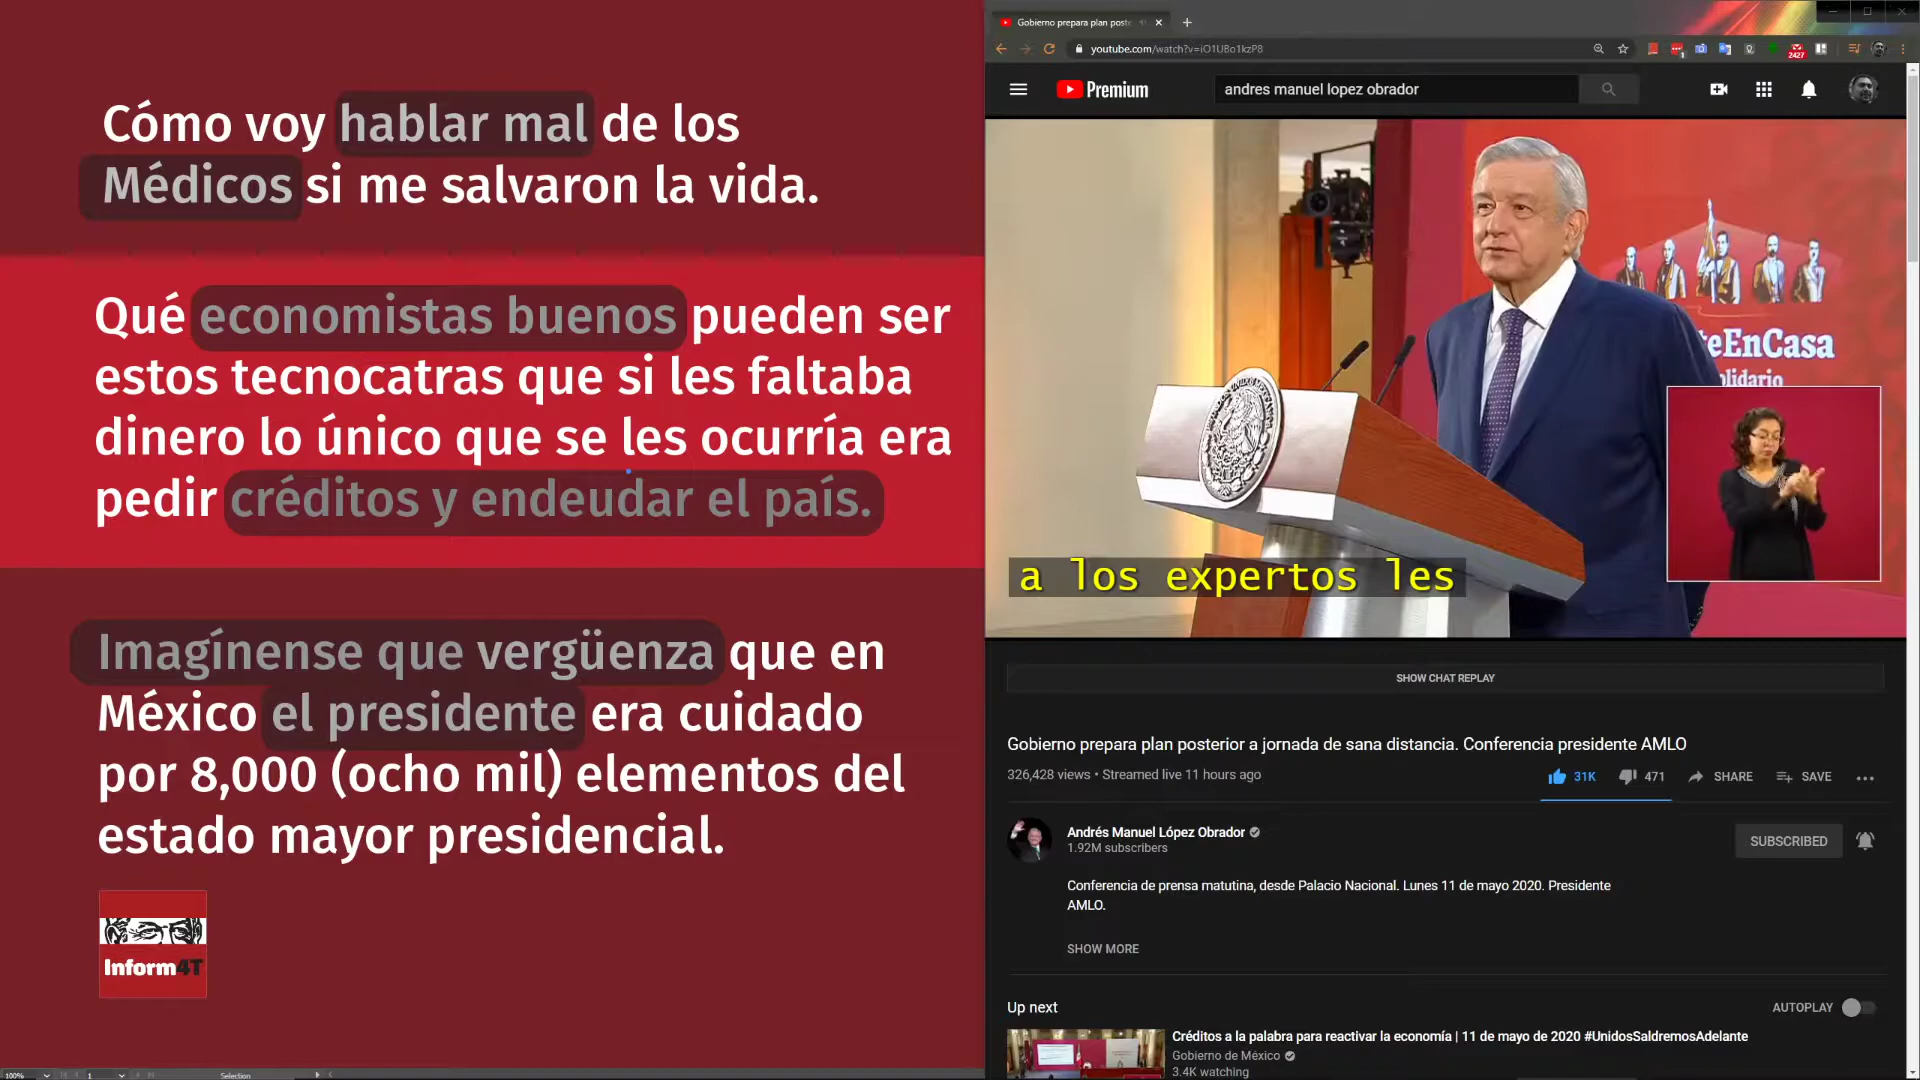 Cómo voy hablar mal de los
Médicos si me salvaron la vida.
Qué economistas buenos pueden ser
estos tecnocatras que si les faltaba
dinero lo único que se les ocurría era
pedir créditos y endeudar el país.
Imagínense que vergüenza que en
México el presidente era cuidado
por 8,000 (ocho mil) elementos del
estado mayor presidencial.
Inform4T
100%
1
Selection
Gobierno prepara plan poste
youtube.com/watch?v=iO1UBo1kzP8
2427
Premium
andres manuel lopez obrador
eEnCasa
olidario
a los expertos les
SHOW CHAT REPLAY
Gobierno prepara plan posterior a jornada de sana distancia. Conferencia presidente AMLO
326,428 views • Streamed live 11 hours ago
31K
471
SHARE
SAVE
Andrés Manuel López Obrador
1.92M subscribers
SUBSCRIBED
Conferencia de prensa matutina, desde Palacio Nacional. Lunes 11 de mayo 2020. Presidente
AMLO.
SHOW MORE
Up next
AUTOPLAY
Créditos a la palabra para reactivar la economía | 11 de mayo de 2020 #UnidosSaldremosAdelante
Gobierno de México
3.4K watching